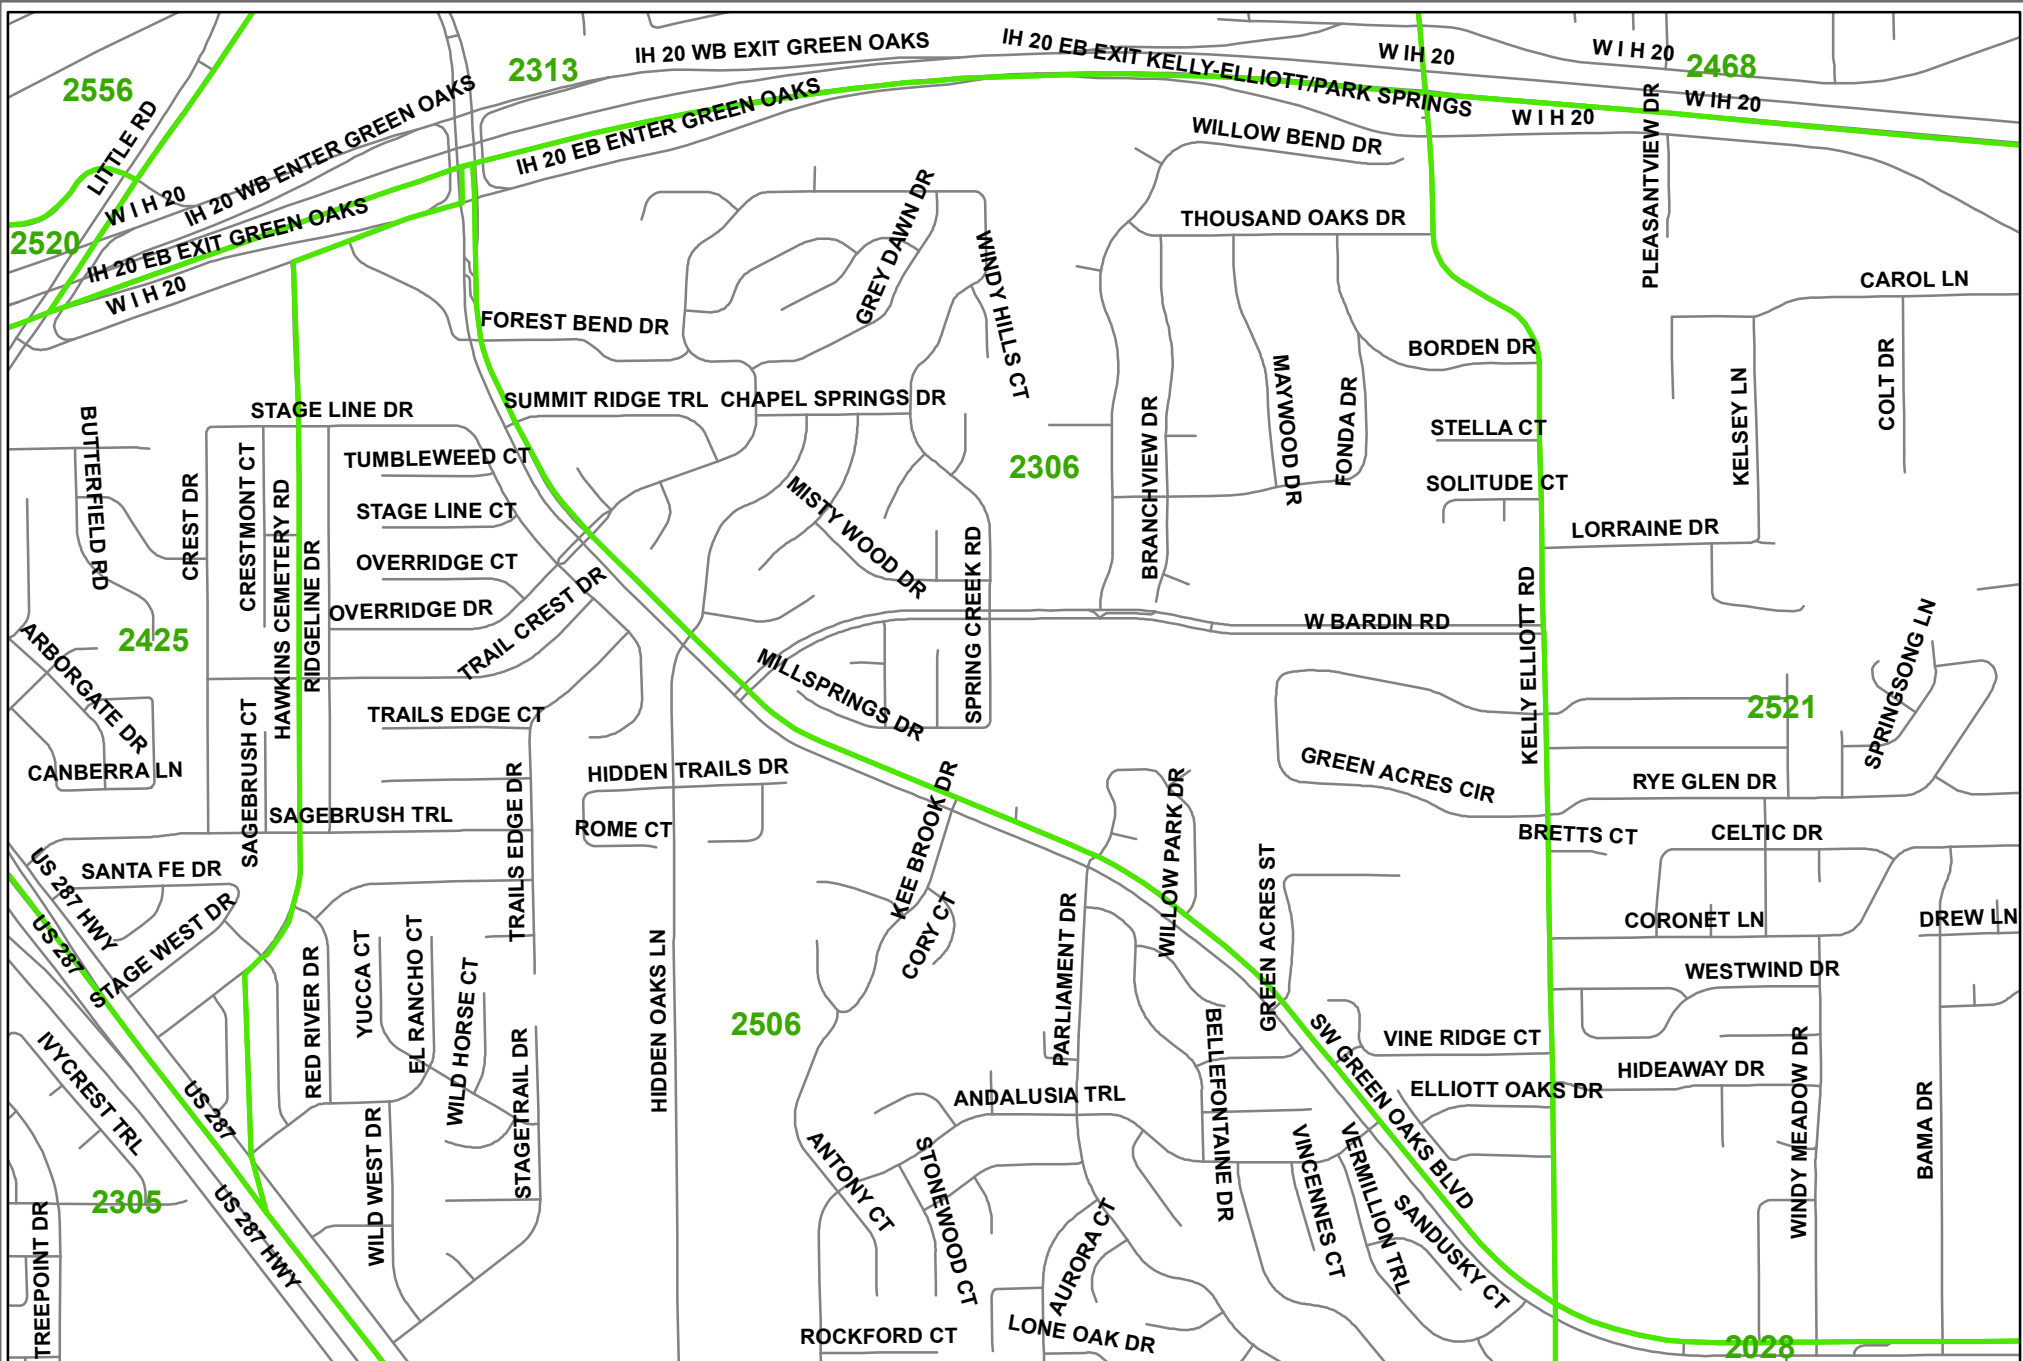 2556
2313
IH 20 WB EXIT GREEN OAKS
IH 20 EB EXIT KELLY-ELLIOTT/PARK SPRINGS
W IH 20
W I H 20
2468
W IH 20
W I H 20
LITTLE RD
IH 20 WB ENTER GREEN OAKS
IH 20 EB ENTER GREEN OAKS
WILLOW BEND DR
PLEASANTVIEW DR
W I H 20
2520
IH 20 EB EXIT GREEN OAKS
W I H 20
GREY DAWN DR
WINDY HILLS CT
THOUSAND OAKS DR
CAROL LN
FOREST BEND DR
BORDEN DR
MAYWOOD DR
FONDA DR
KELSEY LN
COLT DR
STAGE LINE DR
SUMMIT RIDGE TRL
CHAPEL SPRINGS DR
BRANCHVIEW DR
STELLA CT
BUTTERFIELD RD
CREST DR
CRESTMONT CT
HAWKINS CEMETERY RD
RIDGELINE DR
TUMBLEWEED CT
2306
SOLITUDE CT
STAGE LINE CT
MISTY WOOD DR
SPRING CREEK RD
LORRAINE DR
OVERRIDGE CT
OVERRIDGE DR
TRAIL CREST DR
KELLY ELLIOTT RD
W BARDIN RD
2425
ARBORGATE DR
MILLSPRINGS DR
SPRINGSONG LN
2521
SAGEBRUSH CT
TRAILS EDGE CT
CANBERRA LN
HIDDEN TRAILS DR
KEE BROOK DR
WILLOW PARK DR
GREEN ACRES CIR
RYE GLEN DR
SAGEBRUSH TRL
TRAILS EDGE DR
ROME CT
BRETTS CT
CELTIC DR
US 287 HWY
SANTA FE DR
STAGE WEST DR
US 287
CORY CT
PARLIAMENT DR
GREEN ACRES ST
CORONET LN
DREW LN
RED RIVER DR
YUCCA CT
EL RANCHO CT
WILD HORSE CT
HIDDEN OAKS LN
WESTWIND DR
2506
IVYCREST TRL
STAGETRAIL DR
BELLEFONTAINE DR
SW GREEN OAKS BLVD
VINE RIDGE CT
HIDEAWAY DR
WINDY MEADOW DR
BAMA DR
US 287
ANDALUSIA TRL
ELLIOTT OAKS DR
WILD WEST DR
ANTONY CT
STONEWOOD CT
VINCENNES CT
VERMILLION TRL
SANDUSKY CT
2305
US 287 HWY
TREEPOINT DR
AURORA CT
ROCKFORD CT
LONE OAK DR
2028